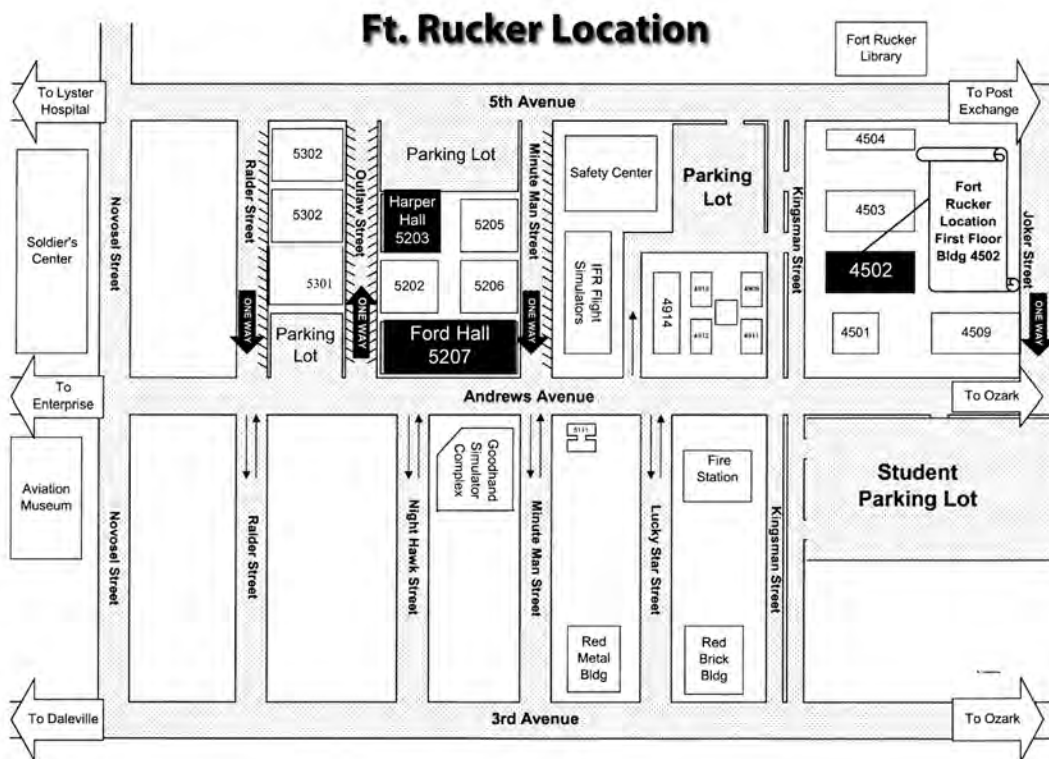 Ft. Rucker Location
Fort Rucker
Library
To Lyster
Hospital
5th Avenue
To Post
Exchange
Soldier's
Center
Novosel Street
Raider Street
ONE WAY
5302
5302
5301
Parking
Lot
Outlaw Street
ONE WAY
Parking Lot
Harper
Hall
5203
5205
5202
5206
Ford Hall
5207
Minute Man Street
ONE WAY
Safety Center
IFR Flight
Simulators
Parking
Lot
4914
4910
4909
4912
4911
Kingsman Street
4504
4503
4502
4501
4509
Fort
Rucker
Location
First Floor
Bldg 4502
Joker Street
ONE WAY
To
Enterprise
Andrews Avenue
To Ozark
Aviation
Museum
Novosel Street
Raider Street
Night Hawk Street
Goodhand
Simulator
Complex
Minute Man Street
Lucky Star Street
Fire
Station
Kingsman Street
Student
Parking Lot
Red
Metal
Bldg
Red
Brick
Bldg
To Daleville
3rd Avenue
To Ozark